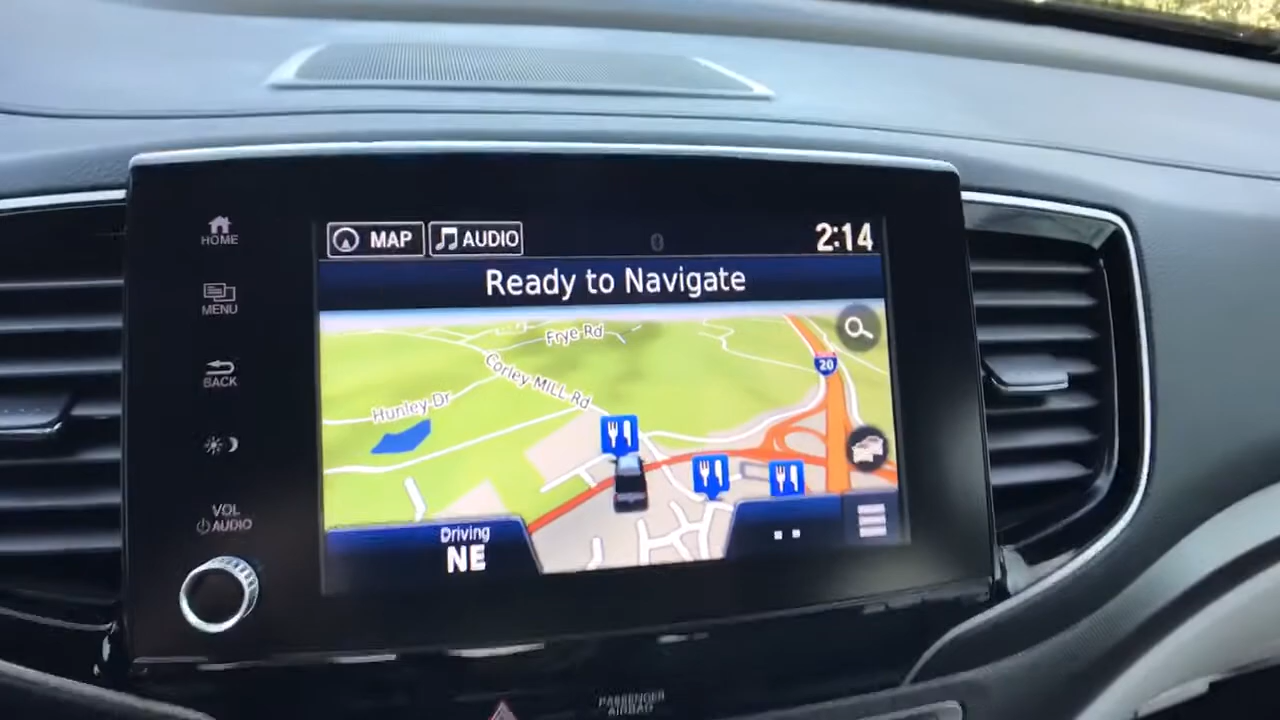 MAP
AUDIO
2:14
HOME
Ready to Navigate
MENU
Frye Rd
Corley MILL Rd
20
BACK
Hunley Dr
VOL
AUDIO
Driving
NE
PASSENGER
AIRBAG